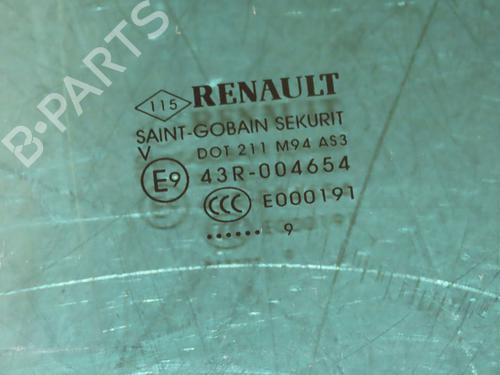 B-PARTS
115 RENAULT
SAINT-GOBAIN SEKURIT
V DOT 211 M94 AS3
E9 43R-004654
CCC E000191
...... 9